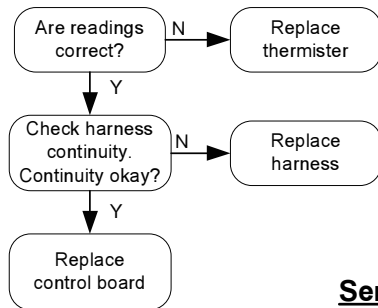 Are readings
correct?
N
Replace
thermister
Y
Check harness
continuity.
Continuity okay?
N
Replace
harness
Y
Replace
control board